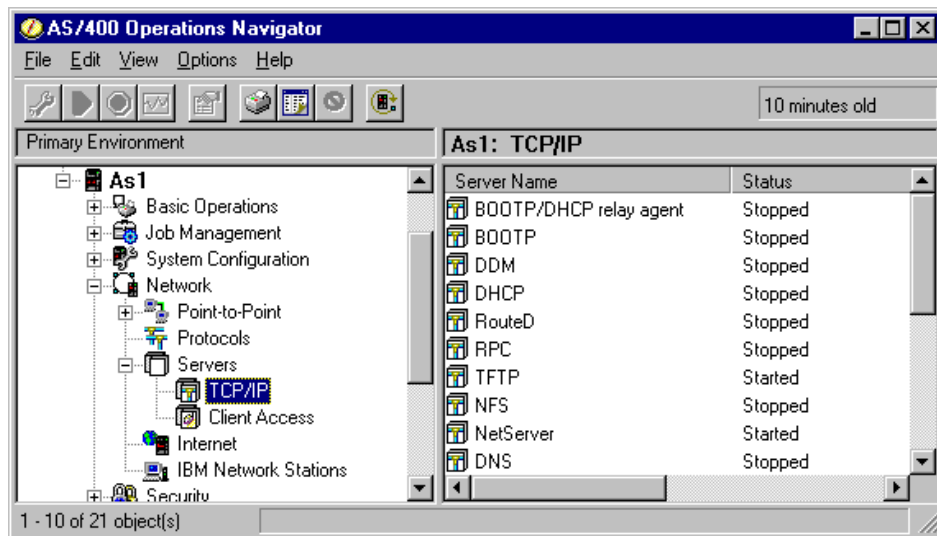 AS/400 Operations Navigator
File Edit View Options Help
10 minutes old
Primary Environment
As1: TCP/IP
As1
Basic Operations
Job Management
System Configuration
Network
Point-to-Point
Protocols
Servers
TCP/IP
Client Access
Internet
IBM Network Stations
Security
Server Name Status
BOOTP/DHCP relay agent Stopped
BOOTP Stopped
DDM Stopped
DHCP Stopped
RouteD Stopped
RPC Stopped
TFTP Started
NFS Stopped
NetServer Started
DNS Stopped
1 - 10 of 21 object(s)